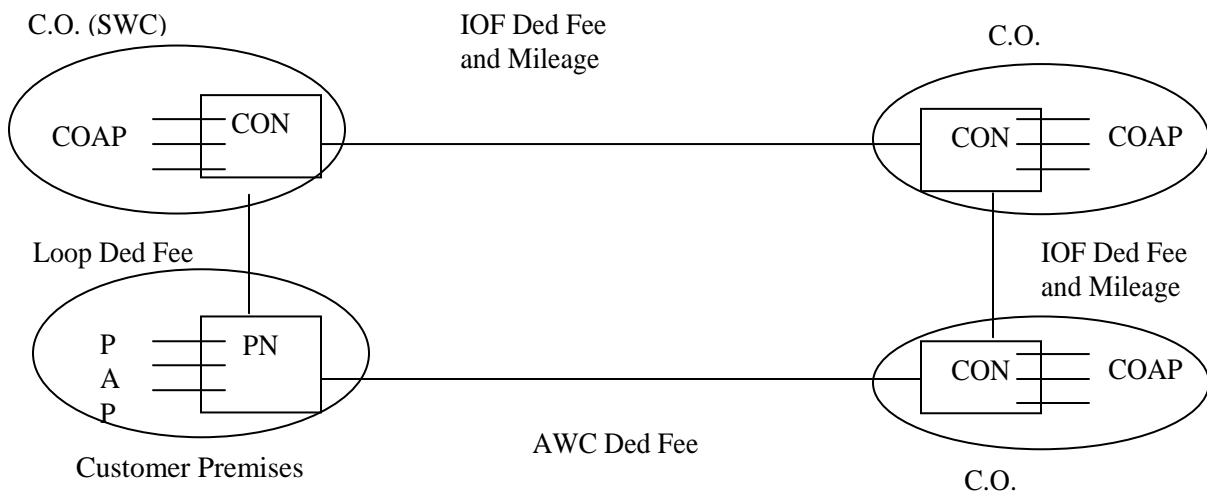 C.O. (SWC)
IOF Ded Fee
and Mileage
C.O.
COAP
CON
CON
COAP
Loop Ded Fee
IOF Ded Fee
and Mileage
P
A
P
PN
CON
COAP
AWC Ded Fee
Customer Premises
C.O.